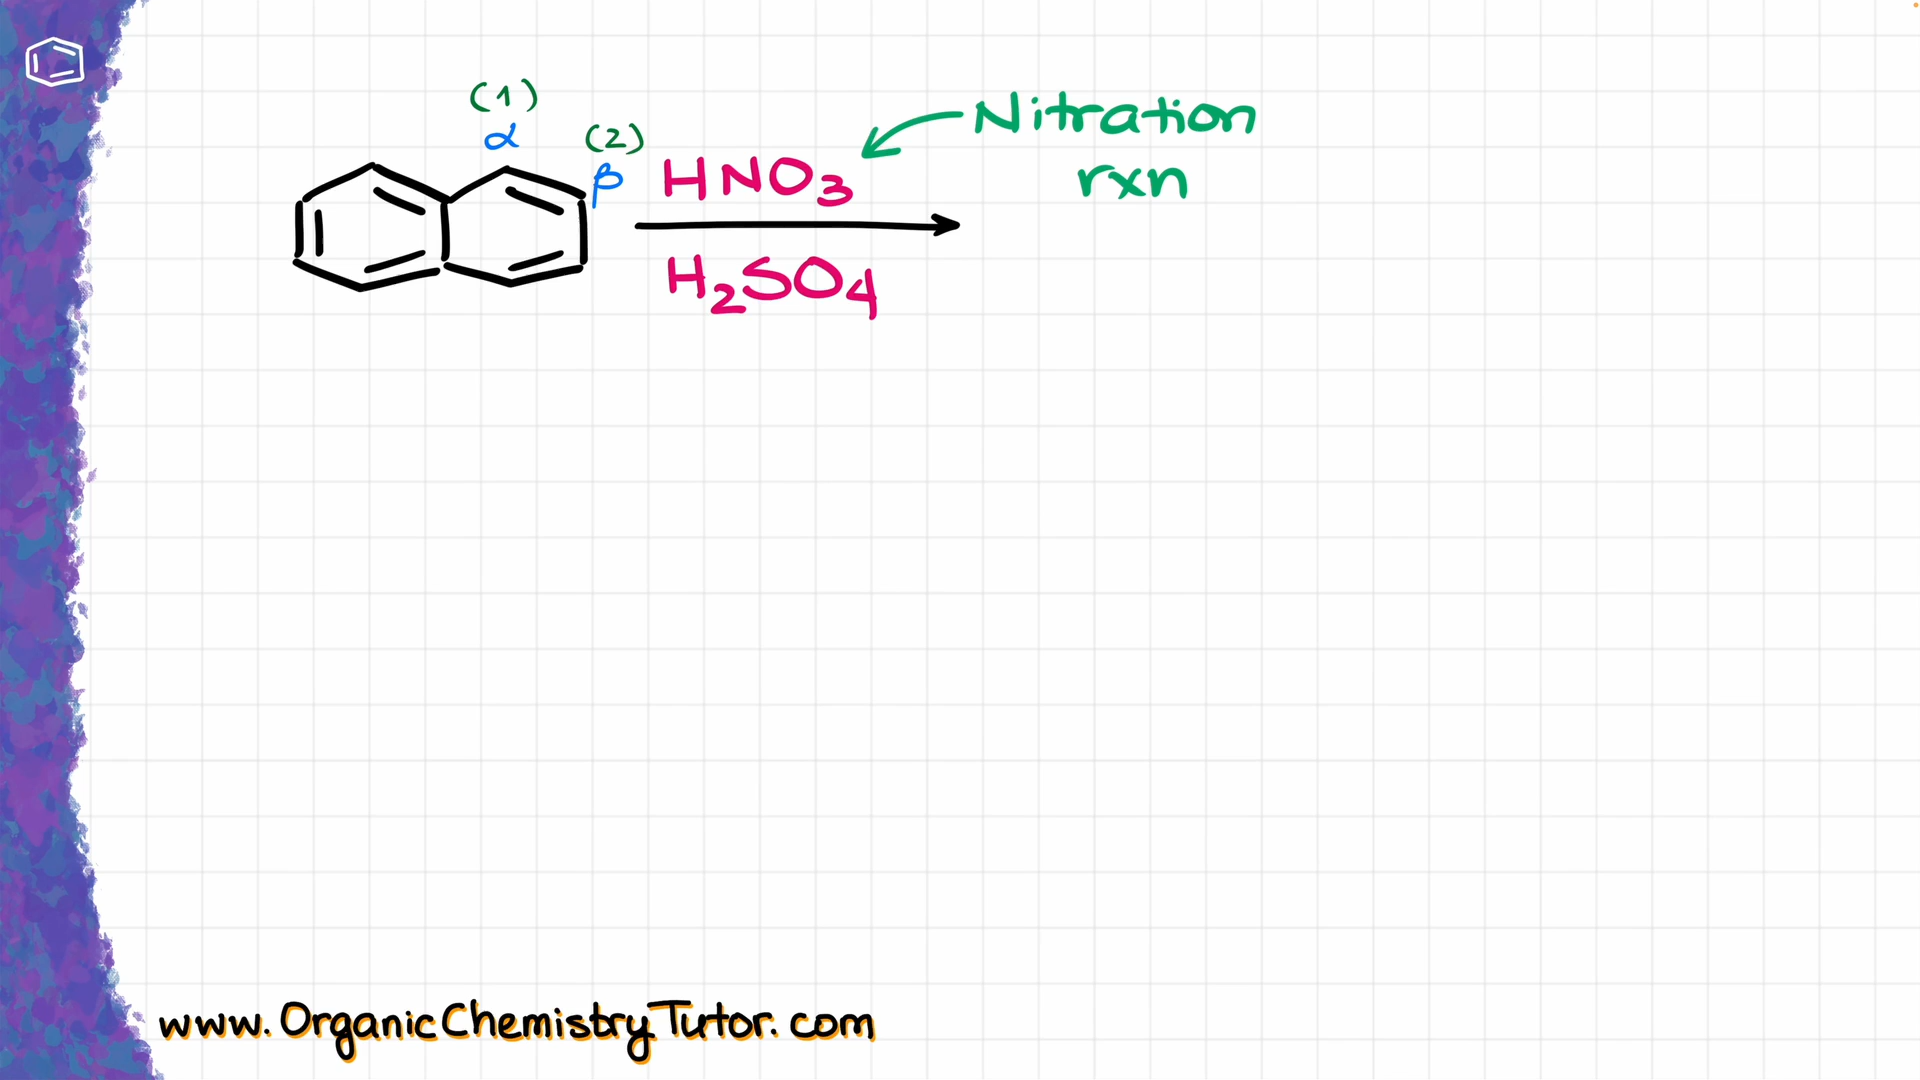 (1)
α
(2)
β
HNO₃
H₂SO₄
Nitration
rxn
www.OrganicChemistryTutor.com